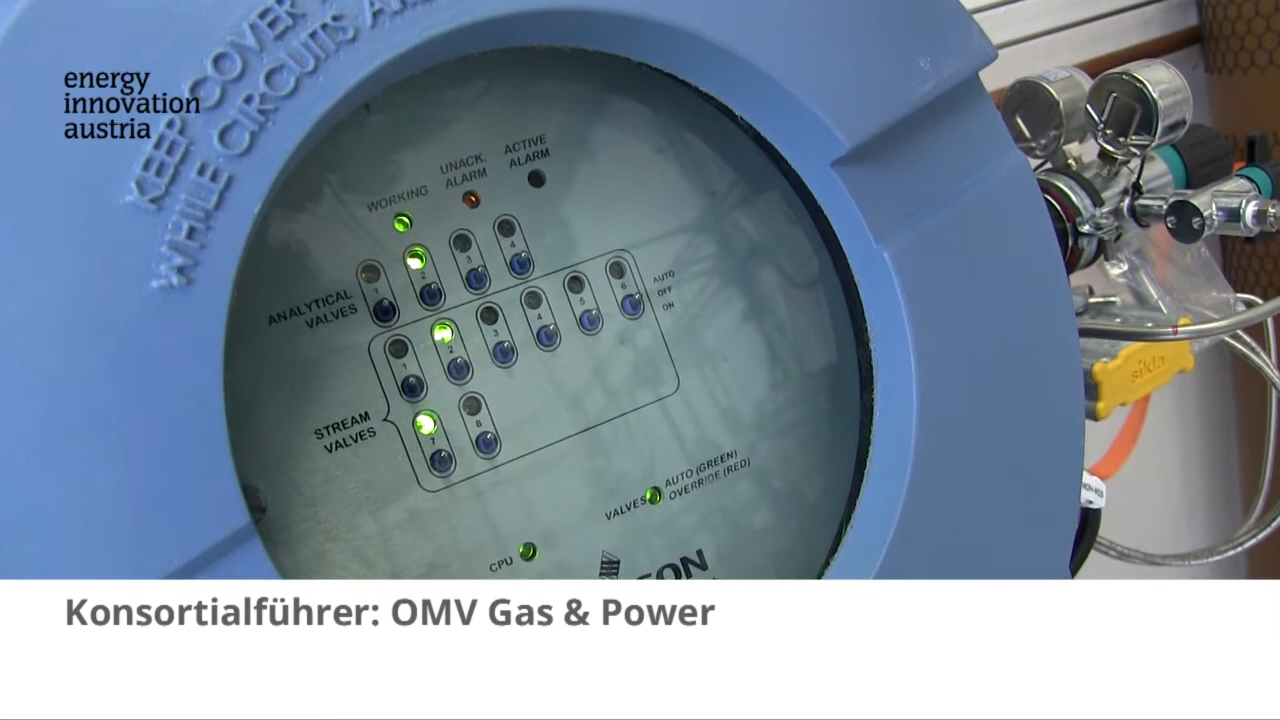 energy
innovation
austria
KEEP COVER
WHILE CIRCUITS
WORKING
UNACK.
ALARM
ACTIVE
ALARM
ANALYTICAL
VALVES
1 2 3 4
STREAM
VALVES
1 2 3 4 5 6
7 8
AUTO
OFF
ON
VALVES
AUTO (GREEN)
OVERRIDE (RED)
CPU
sikla
Konsortialführer: OMV Gas & Power